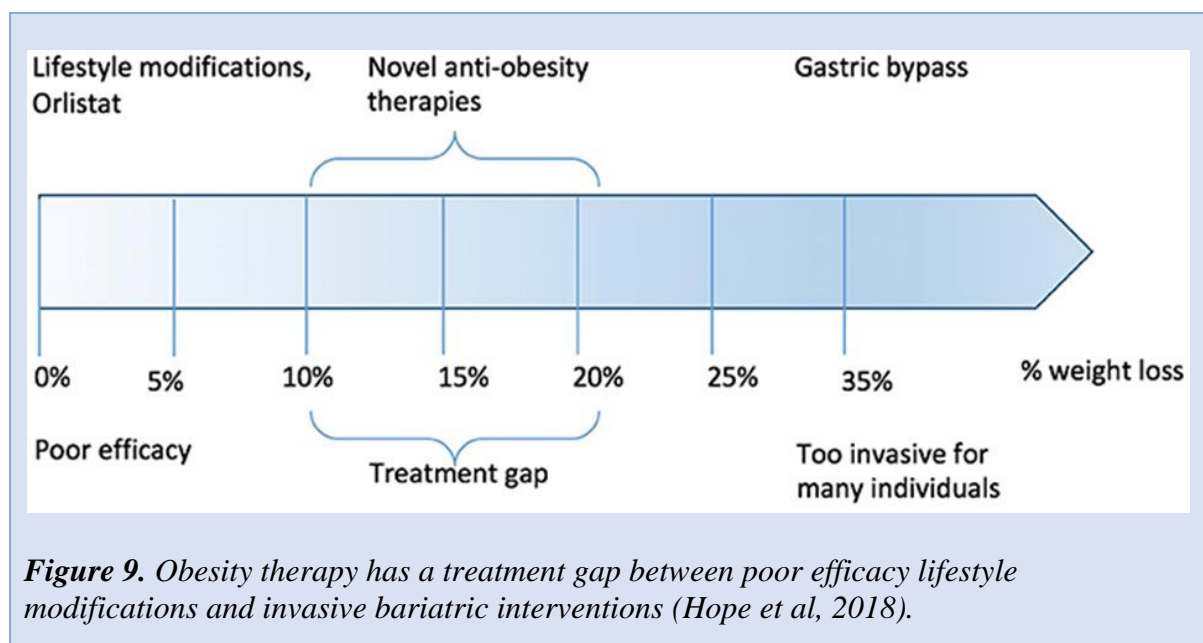 Lifestyle modifications,
Orlistat
Novel anti-obesity
therapies
Gastric bypass
0%
5%
10%
15%
20%
25%
35%
% weight loss
Poor efficacy
Treatment gap
Too invasive for
many individuals
Figure 9. Obesity therapy has a treatment gap between poor efficacy lifestyle
modifications and invasive bariatric interventions (Hope et al, 2018).